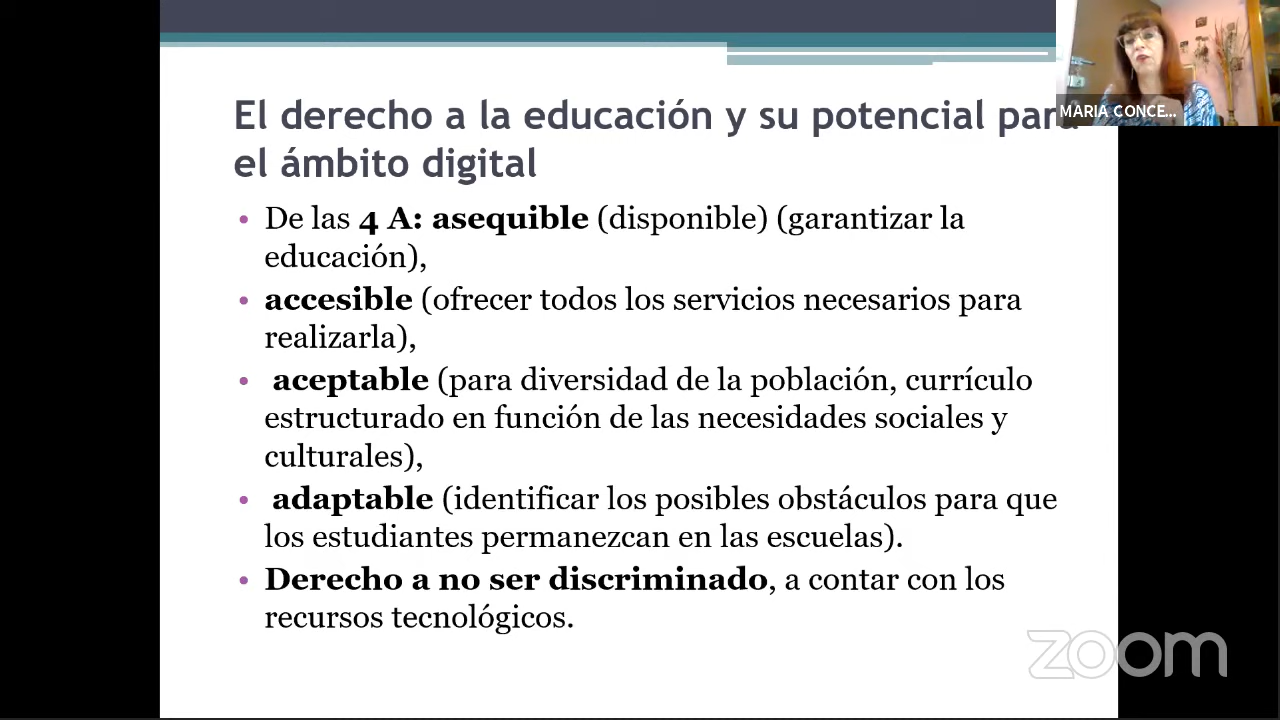 El derecho a la educación y su potencial para
el ámbito digital
MARIA CONCE...
• De las 4 A: asequible (disponible) (garantizar la
educación),
• accesible (ofrecer todos los servicios necesarios para
realizarla),
• aceptable (para diversidad de la población, currículo
estructurado en función de las necesidades sociales y
culturales),
• adaptable (identificar los posibles obstáculos para que
los estudiantes permanezcan en las escuelas).
• Derecho a no ser discriminado, a contar con los
recursos tecnológicos.
zoom